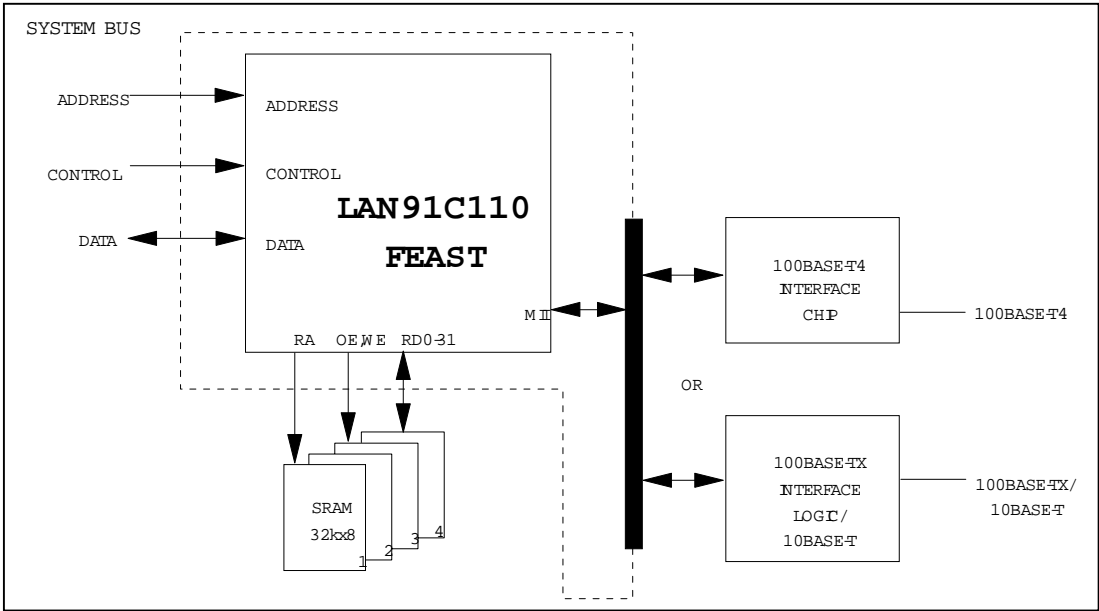 SYSTEM BUS
ADDRESS
ADDRESS
CONTROL
CONTROL
LAN91C110
FEAST
DATA
DATA
MII
RA OE,WE RD0-31
100BASE-T4
INTERFACE
CHIP
100BASE-T4
OR
SRAM
32kx8
1
2
3
4
100BASE-TX
INTERFACE
LOGIC/
10BASE-T
100BASE-TX/
10BASE-T